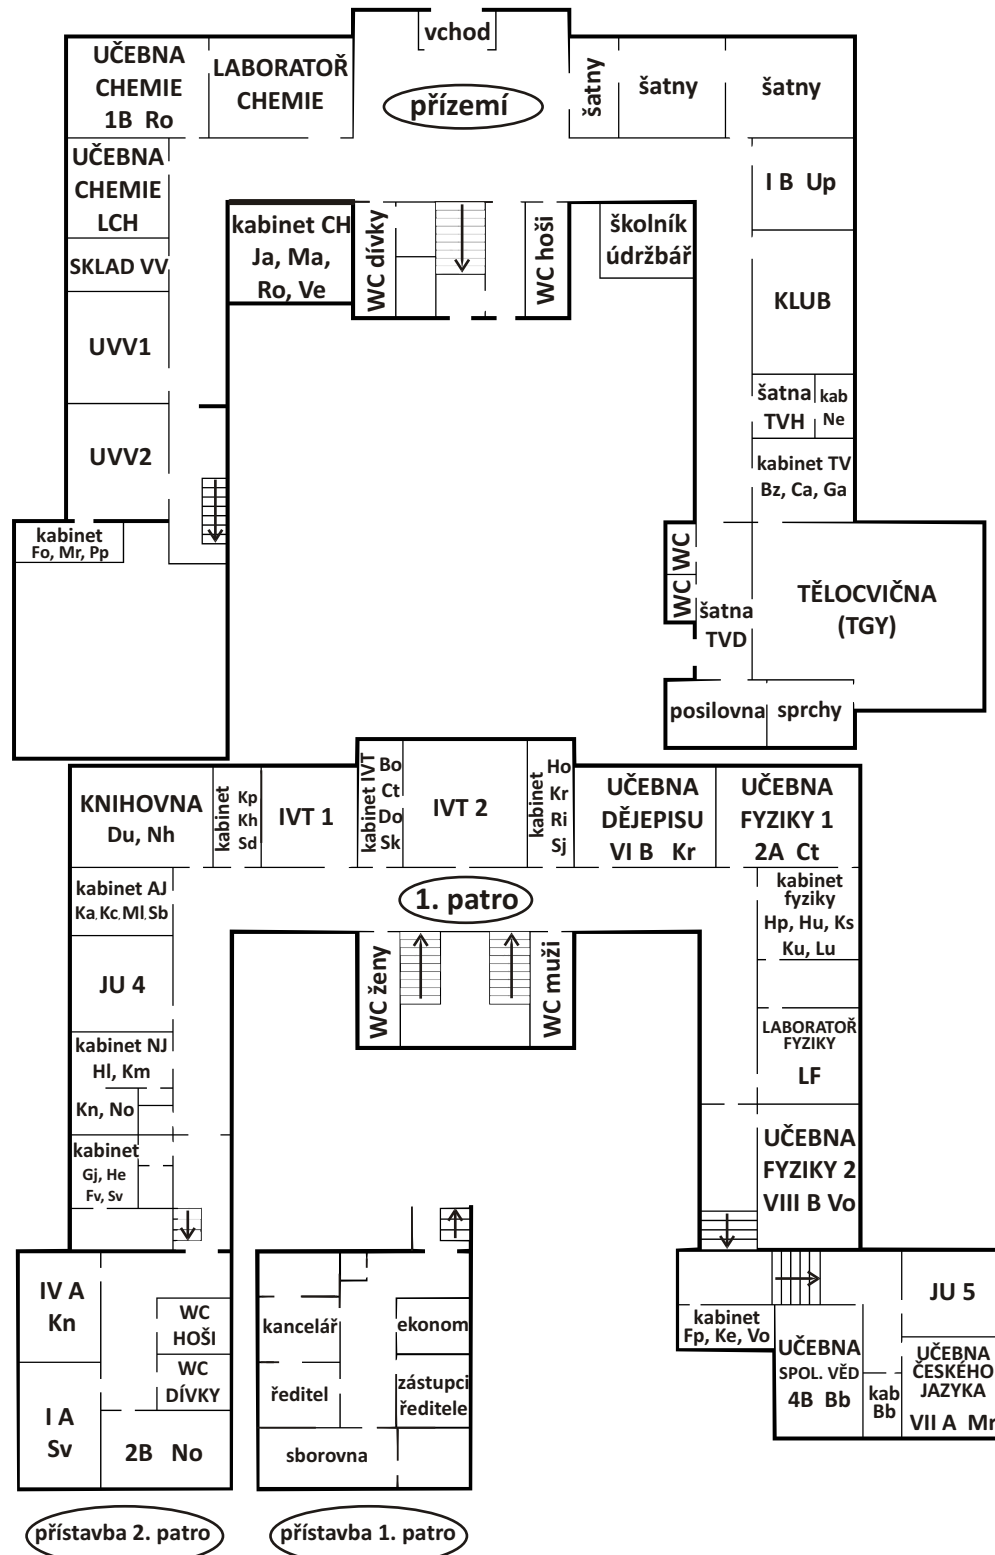 vchod
UČEBNA
CHEMIE
1B Ro
LABORATOŘ
CHEMIE
přízemí
šatny
šatny
šatny
UČEBNA
CHEMIE
LCH
I B Up
kabinet CH
Ja, Ma,
Ro, Ve
WC dívky
WC hoši
školník
údržbář
SKLAD VV
KLUB
UVV1
šatna
TVH
kab
Ne
UVV2
kabinet TV
Bz, Ca, Ga
kabinet
Fo, Mr, Pp
WC
WC
šatna
TVD
TĚLOCVIČNA
(TGY)
posilovna
sprchy
KNIHOVNA
Du, Nh
kabinet
Kp
Kh
Sd
IVT 1
kabinet IVT
Bo
Ct
Do
Sk
IVT 2
kabinet
Ho
Kr
Ri
Sj
UČEBNA
DĚJEPISU
VI B Kr
UČEBNA
FYZIKY 1
2A Ct
kabinet AJ
Ka, Kc, Ml, Sb
1. patro
kabinet
fyziky
Hp, Hu, Ks
Ku, Lu
JU 4
WC ženy
WC muži
kabinet NJ
Hl, Km
Kn, No
LABORATOŘ
FYZIKY
LF
kabinet
Gj, He
Fv, Sv
UČEBNA
FYZIKY 2
VIII B Vo
IV A
Kn
WC
HOŠI
WC
DÍVKY
I A
Sv
2B No
kancelář
ekonom
ředitel
zástupci
ředitele
sborovna
kabinet
Fp, Ke, Vo
UČEBNA
SPOL. VĚD
4B Bb
kab
Bb
JU 5
UČEBNA
ČESKÉHO
JAZYKA
VII A Mr
přístavba 2. patro
přístavba 1. patro